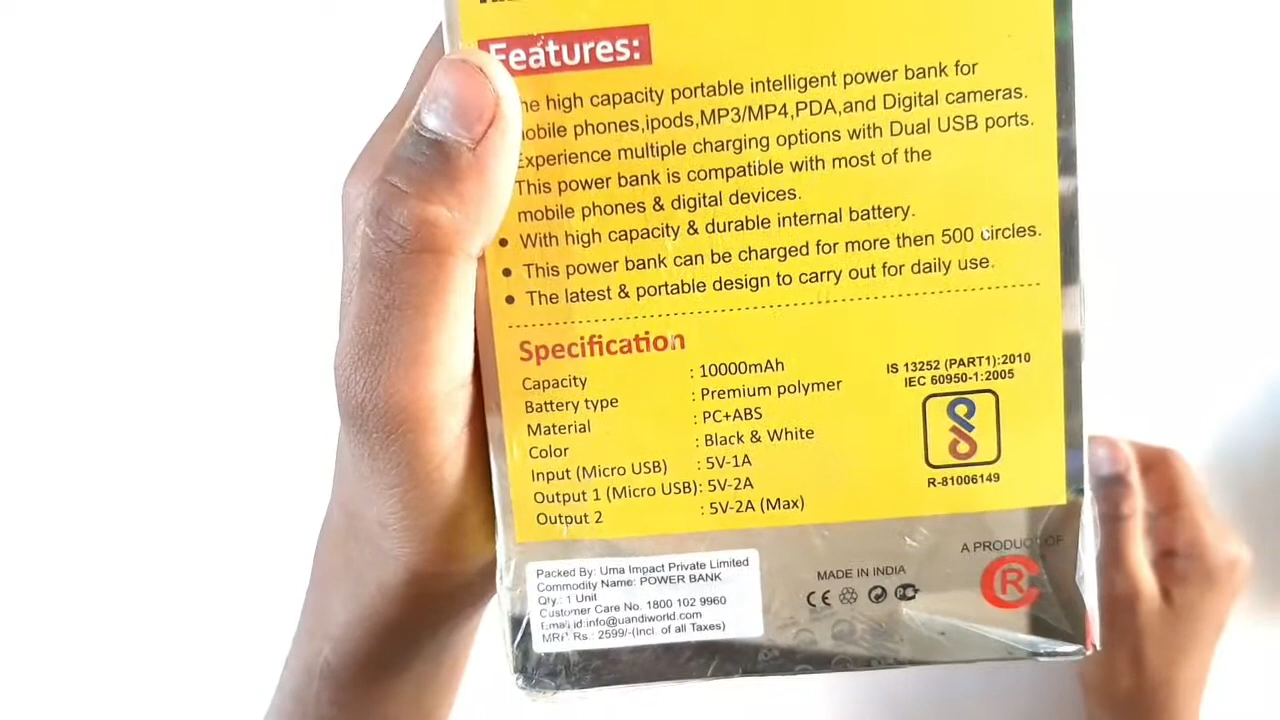 Features:
he high capacity portable intelligent power bank for
obile phones,ipods,MP3/MP4,PDA,and Digital cameras.
Experience multiple charging options with Dual USB ports.
This power bank is compatible with most of the
mobile phones & digital devices.
• With high capacity & durable internal battery.
• This power bank can be charged for more then 500 circles.
• The latest & portable design to carry out for daily use.
Specification
Capacity : 10000mAh
Battery type : Premium polymer
Material : PC+ABS
Color : Black & White
Input (Micro USB) : 5V-1A
Output 1 (Micro USB): 5V-2A
Output 2 : 5V-2A (Max)
IS 13252 (PART1):2010
IEC 60950-1:2005
R-81006149
Packed By: Uma Impact Private Limited
Commodity Name: POWER BANK
Qty.: 1 Unit
Customer Care No. 1800 102 9960
Email id:info@uandiworld.com
MRP Rs.: 2599/-(Incl. of all Taxes)
MADE IN INDIA
CE
A PRODUCT OF
R